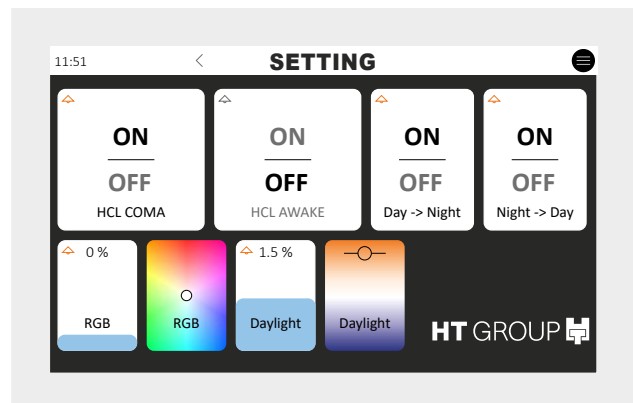 11:51 < SETTING
ON ON ON ON
OFF OFF OFF OFF
HCL COMA HCL AWAKE Day -> Night Night -> Day
0 % 1.5 %
RGB RGB Daylight Daylight
HT GROUP